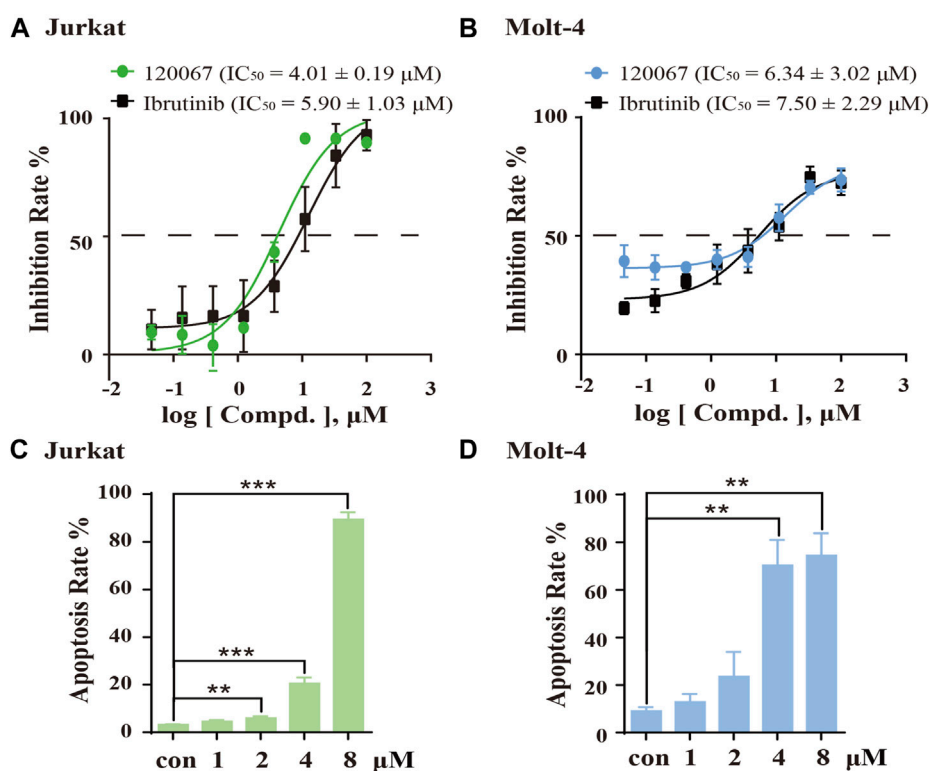 A Jurkat
120067 (IC50 = 4.01 ± 0.19 μM)
Ibrutinib (IC50 = 5.90 ± 1.03 μM)
100
50
0
Inhibition Rate %
-2 -1 0 1 2 3
log [ Compd. ], μM
B Molt-4
120067 (IC50 = 6.34 ± 3.02 μM)
Ibrutinib (IC50 = 7.50 ± 2.29 μM)
100
50
0
Inhibition Rate %
-2 -1 0 1 2 3
log [ Compd. ], μM
C Jurkat
100
80
60
40
20
0
Apoptosis Rate %
***
***
**
con 1 2 4 8 μM
D Molt-4
100
80
60
40
20
0
Apoptosis Rate %
**
**
con 1 2 4 8 μM